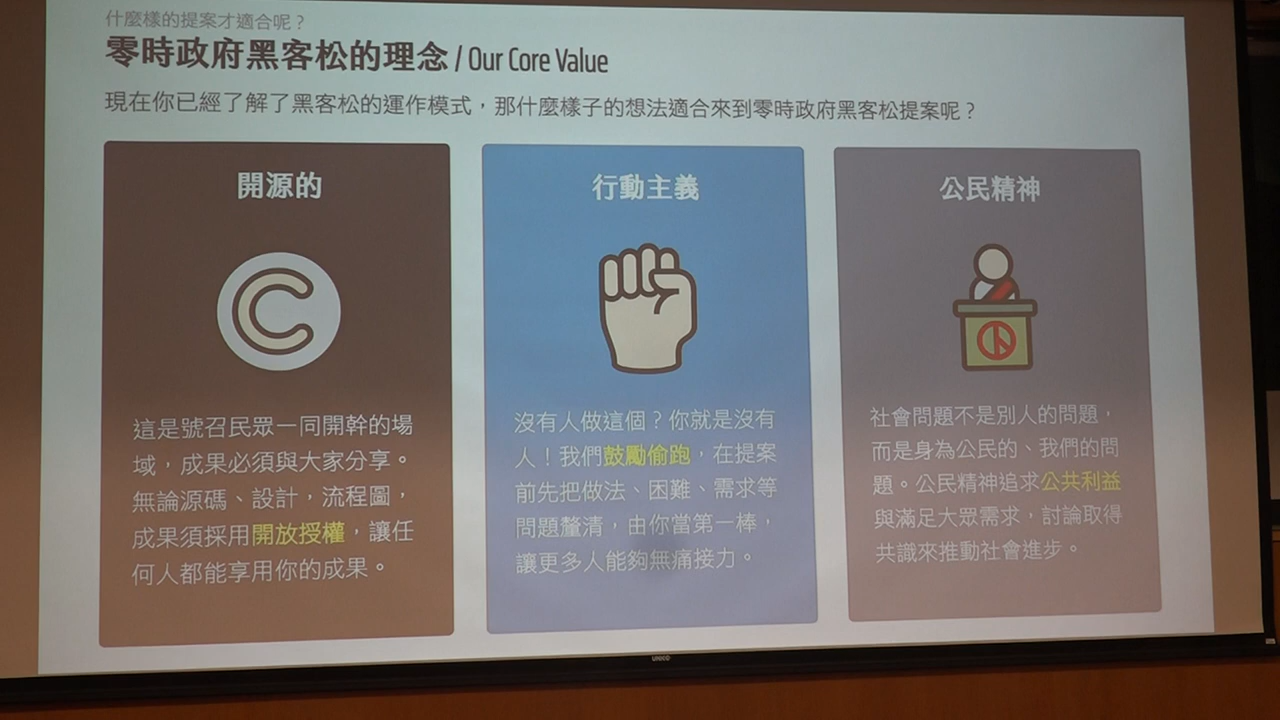 什麼樣的提案才適合呢？
零時政府黑客松的理念 / Our Core Value
現在你已經了解了黑客松的運作模式，那什麼樣子的想法適合來到零時政府黑客松提案呢？
開源的
C
這是號召民眾一同開幹的場
域，成果必須與大家分享。
無論源碼、設計，流程圖，
成果須採用開放授權，讓任
何人都能享用你的成果。
行動主義
沒有人做這個？你就是沒有
人！我們鼓勵偷跑，在提案
前先把做法、困難、需求等
問題釐清，由你當第一棒，
讓更多人能夠無痛接力。
公民精神
社會問題不是別人的問題，
而是身為公民的、我們的問
題。公民精神追求公共利益
與滿足大眾需求，討論取得
共識來推動社會進步。
UNICO